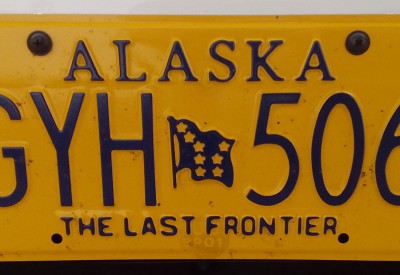 ALASKA
GYH 506
THE LAST FRONTIER